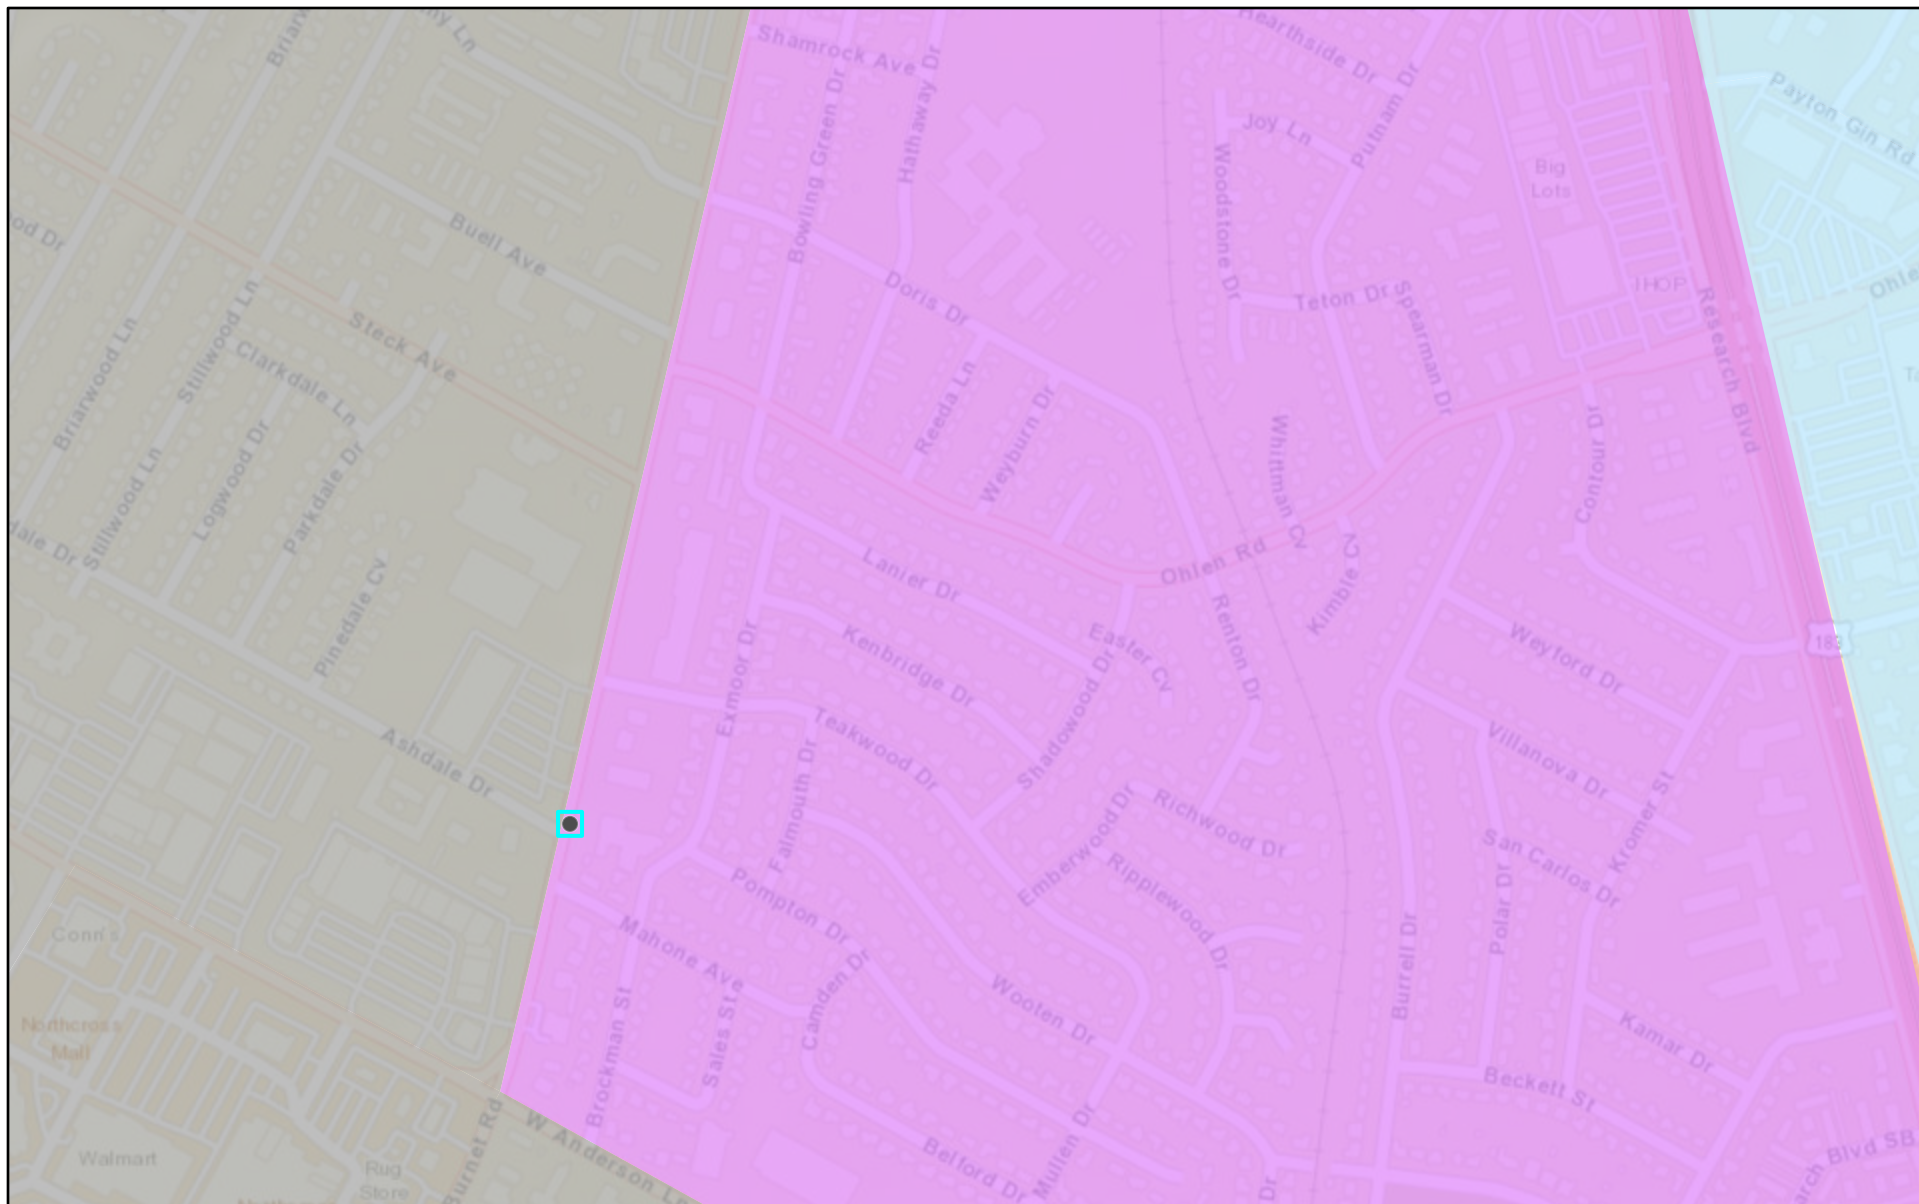 Shamrock Ave
Hearthside Dr
Payton Gin Rd
Joy Ln
Putnam Dr
Hathaway Dr
Bowling Green Dr
Woodstone Dr
Big
Lots
Buell Ave
Doris Dr
Teton Dr
Spearman Dr
IHOP
Research Blvd
Stillwood Ln
Briarwood Ln
Steck Ave
Clarkdale Ln
Reeda Ln
Weyburn Dr
Whittman Cv
Contour Dr
Logwood Dr
Parkdale Dr
Stillwood Ln
Pinedale Cv
Lanier Dr
Ohlen Rd
Kimble Cv
Renton Dr
Easter Cv
Kenbridge Dr
Exmoor Dr
Shadowood Dr
Weyford Dr
183
Ashdale Dr
Teakwood Dr
Falmouth Dr
Villanova Dr
Richwood Dr
Emberwood Dr
Ripplewood Dr
San Carlos Dr
Kromer St
Polar Dr
Pompton Dr
Mahone Ave
Camden Dr
Conn's
Burrell Dr
Wooten Dr
Northcross
Mall
Brockman St
Sales St
Kamar Dr
Beckett St
Burnet Rd
W Anderson Ln
Mullen Dr
Belford Dr
Walmart
Rug
Store
Blvd SB
Dr